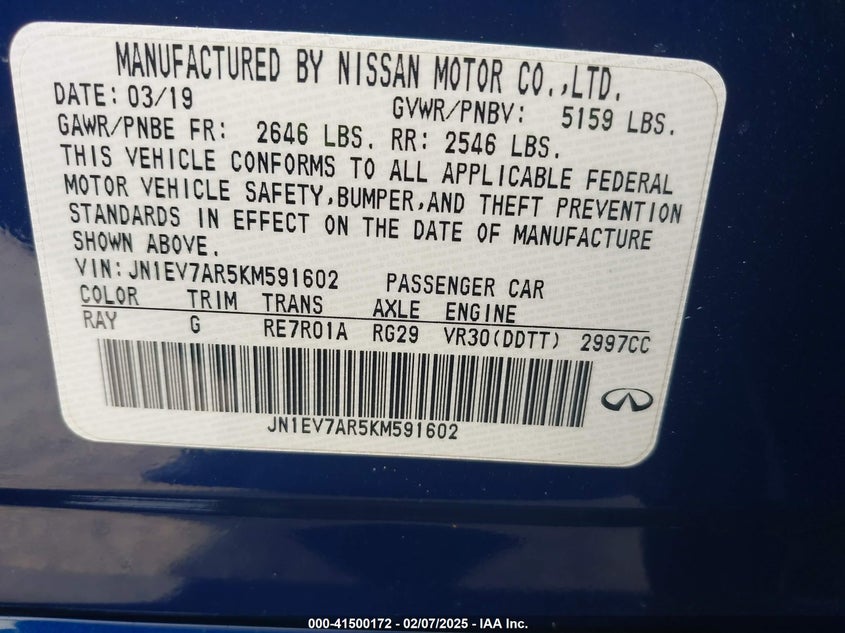 MANUFACTURED BY NISSAN MOTOR CO.,LTD.
DATE: 03/19 GVWR/PNBV: 5159 LBS.
GAWR/PNBE FR: 2646 LBS. RR: 2546 LBS.
THIS VEHICLE CONFORMS TO ALL APPLICABLE FEDERAL
MOTOR VEHICLE SAFETY,BUMPER,AND THEFT PREVENTION
STANDARDS IN EFFECT ON THE DATE OF MANUFACTURE
SHOWN ABOVE.
VIN:JN1EV7AR5KM591602 PASSENGER CAR
COLOR TRIM TRANS AXLE ENGINE
RAY G RE7R01A RG29 VR30(DDTT) 2997CC
JN1EV7AR5KM591602
000-41500172 - 02/07/2025 - IAA Inc.